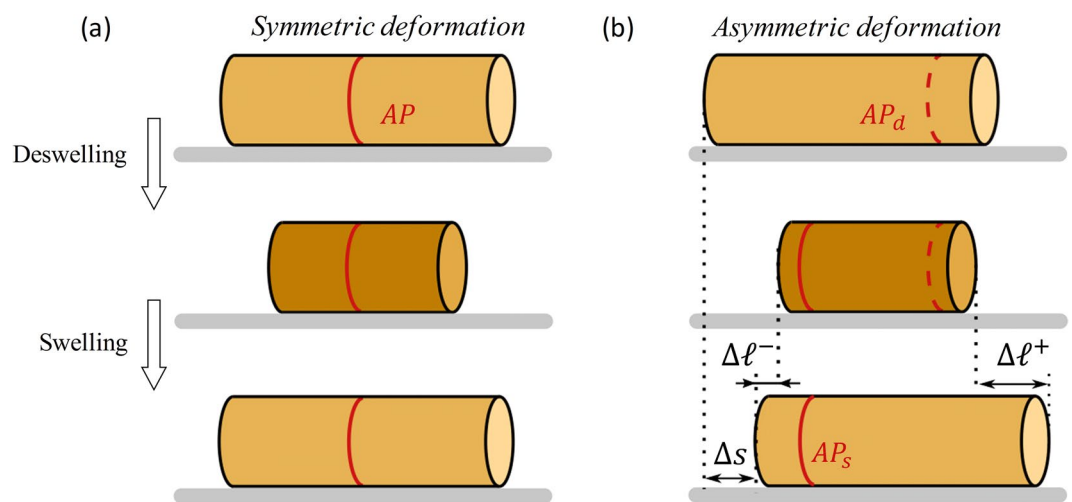 (a) Symmetric deformation
(b) Asymmetric deformation
AP
AP_d
Deswelling
Swelling
Δℓ⁻
Δℓ⁺
Δs
AP_s